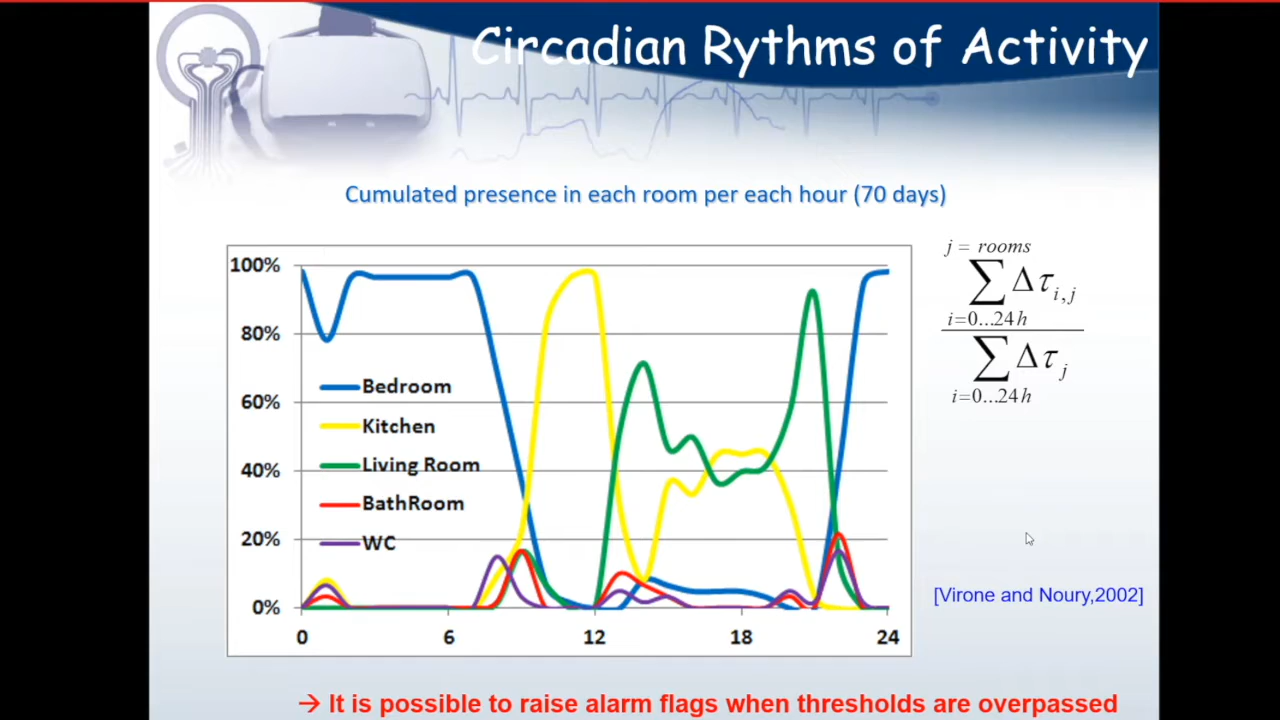 Circadian Rythms of Activity
Cumulated presence in each room per each hour (70 days)
100%
80%
60%
40%
20%
0%
Bedroom
Kitchen
Living Room
BathRoom
WC
0 6 12 18 24
j = rooms
∑ Δτ i,j
i=0...24h
∑ Δτ j
i=0...24h
[Virone and Noury,2002]
→ It is possible to raise alarm flags when thresholds are overpassed